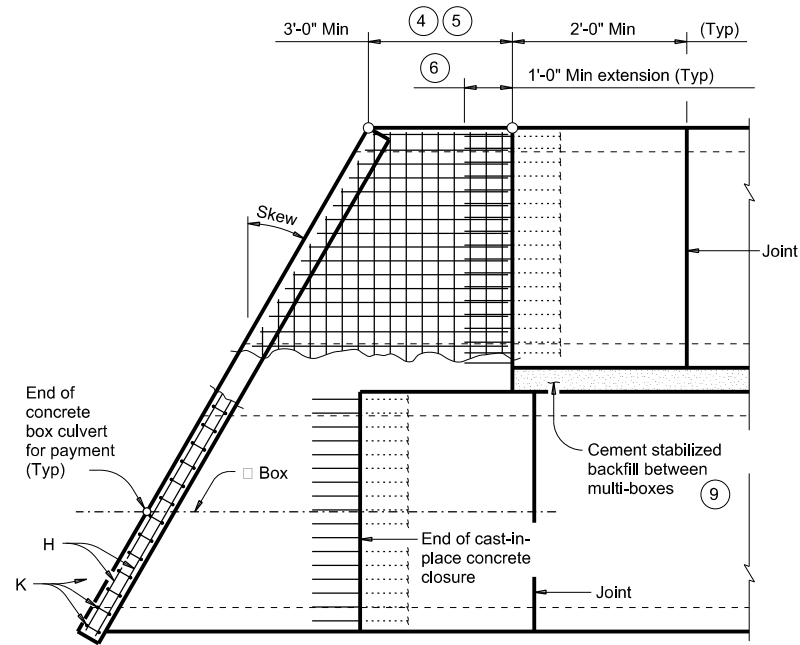 3'-0" Min
4
5
2'-0" Min
(Typ)
6
1'-0" Min extension (Typ)
Skew
Joint
End of
concrete
box culvert
for payment
(Typ)
□ Box
Cement stabilized
backfill between
multi-boxes
9
H
K
End of cast-in-
place concrete
closure
Joint